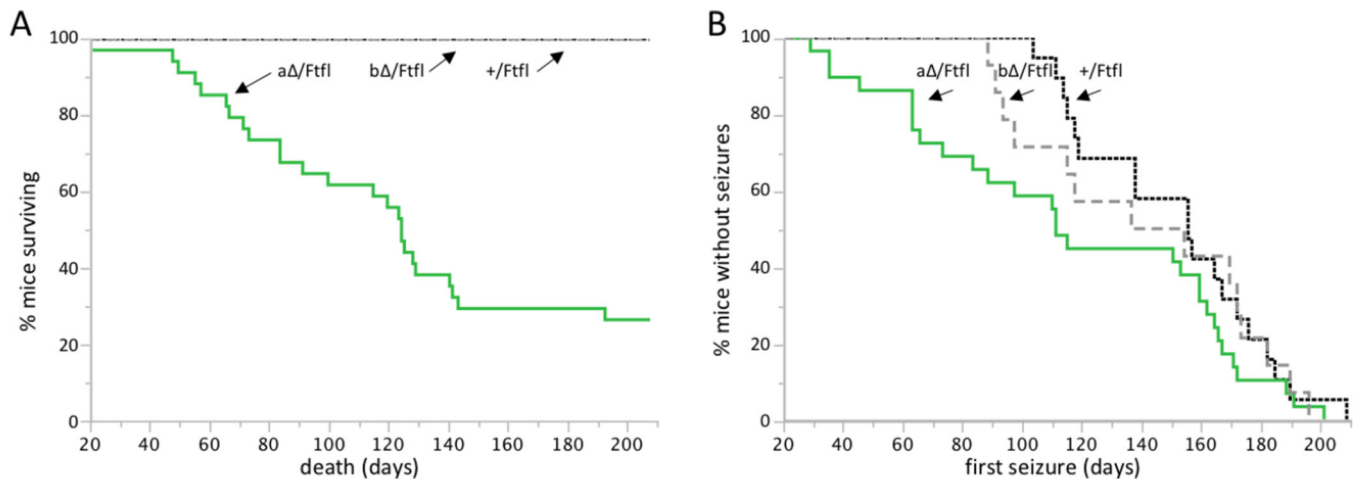 A
% mice surviving
100
80
60
40
20
0
aΔ/Ftfl
bΔ/Ftfl
+/Ftfl
20 40 60 80 100 120 140 160 180 200
death (days)
B
% mice without seizures
100
80
60
40
20
0
aΔ/Ftfl
bΔ/Ftfl
+/Ftfl
20 40 60 80 100 120 140 160 180 200
first seizure (days)